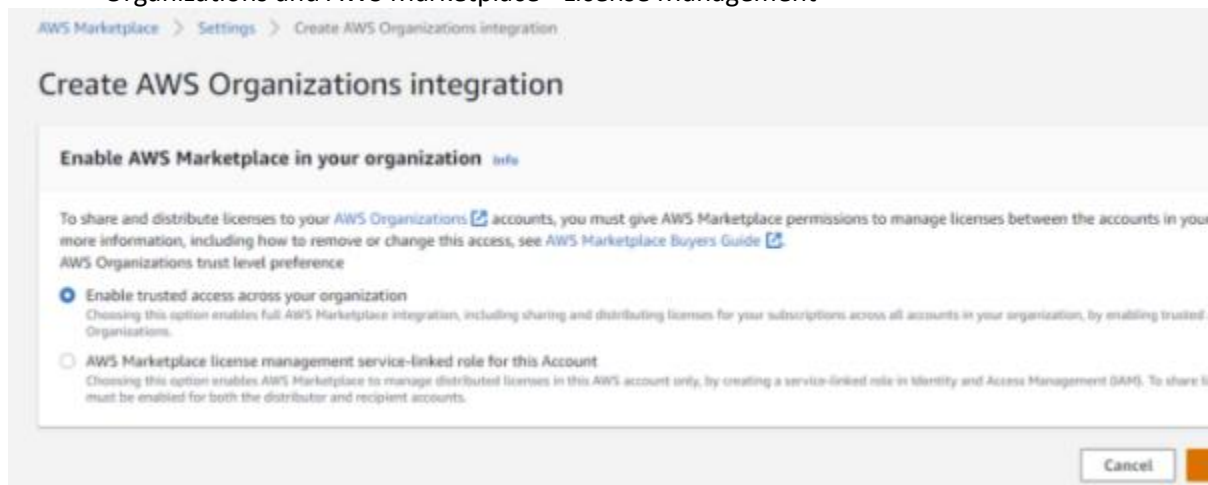 Organizations and AWS Marketplace - License Management
AWS Marketplace > Settings > Create AWS Organizations integration
Create AWS Organizations integration
Enable AWS Marketplace in your organization Info
To share and distribute licenses to your AWS Organizations accounts, you must give AWS Marketplace permissions to manage licenses between the accounts in your
more information, including how to remove or change this access, see AWS Marketplace Buyers Guide.
AWS Organizations trust level preference
Enable trusted access across your organization
Choosing this option enables full AWS Marketplace integration, including sharing and distributing licenses for your subscriptions across all accounts in your organization, by enabling trusted
Organizations.
AWS Marketplace license management service-linked role for this Account
Choosing this option enables AWS Marketplace to manage distributed licenses in this AWS account only, by creating a service-linked role in Identity and Access Management (IAM). To share
must be enabled for both the distributor and recipient accounts.
Cancel